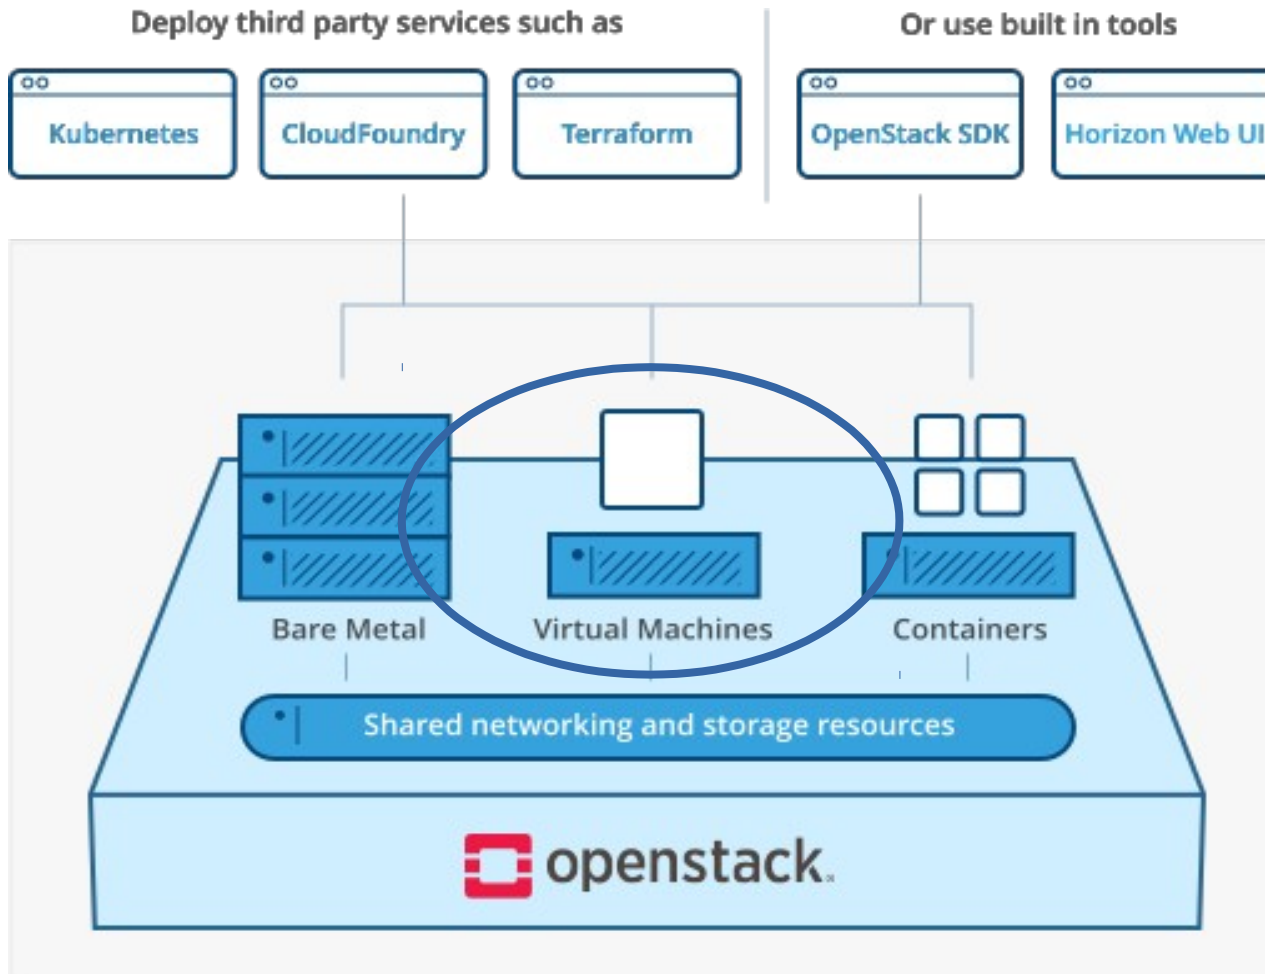 Deploy third party services such as
Or use built in tools
Kubernetes
CloudFoundry
Terraform
OpenStack SDK
Horizon Web UI
Bare Metal
Virtual Machines
Containers
Shared networking and storage resources
openstack.